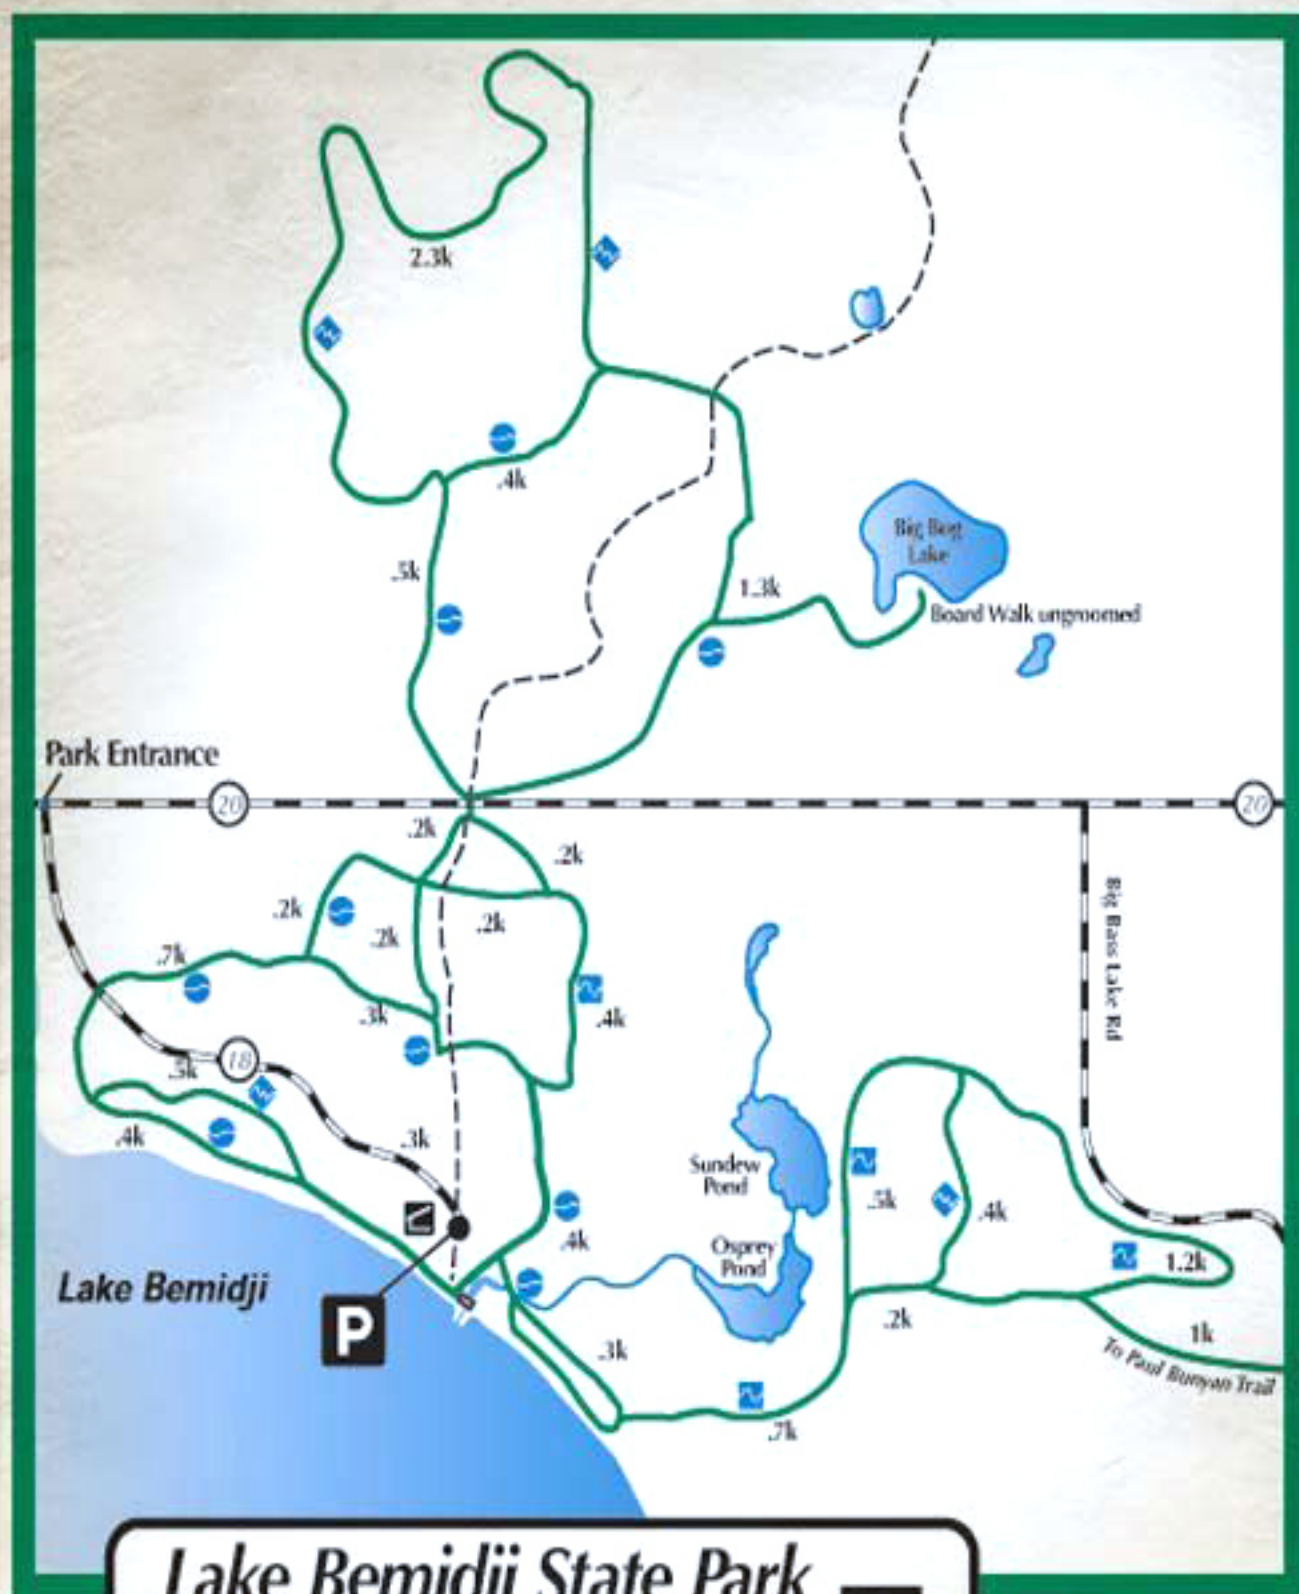 2.3k
.4k
.5k
Big Bog
Lake
1.3k
Board Walk ungroomed
Park Entrance
20
20
.2k
.2k
.2k
.2k
.2k
.7k
.3k
.4k
Big Bass Lake Rd
18
.5k
.4k
.3k
Sundew
Pond
.5k
.4k
.4k
Osprey
Pond
1.2k
Lake Bemidji
P
.2k
1k
.3k
To Paul Bunyan Trail
.7k
Lake Bemidji State Park